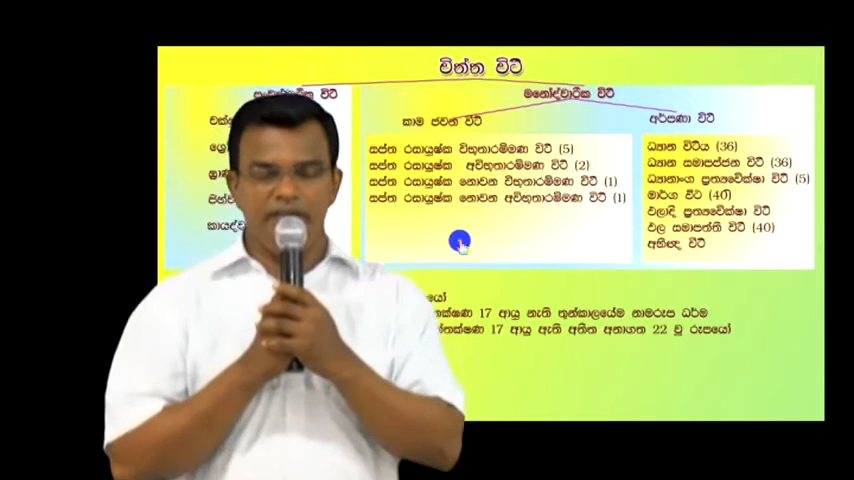 චිත්ත වීථි
වීථි
මනෝද්වාරික වීථි
කාම ජවන වීථි
අර්පණා වීථි
සප්ත රසායුෂ්ක විභූතාරම්මණ වීථි (5)
සප්ත රසායුෂ්ක අවිභූතාරම්මණ වීථි (2)
සප්ත රසායුෂ්ක නොවන විභූතාරම්මණ වීථි (1)
සප්ත රසායුෂ්ක නොවන අවිභූතාරම්මණ වීථි (1)
ධ්‍යාන වීථිය (36)
ධ්‍යාන සමාපජ්ජන වීථි (36)
ධ්‍යානාංග ප්‍රත්‍යවේක්ෂා වීථි (5)
මාර්ග වීථි (40)
ඵලාදි ප්‍රත්‍යවේක්ෂා වීථි
ඵල සමාපත්ති වීථි (40)
අභිඥා වීථි
17 ආයු නැති තුන්කාලයේම නාමරූප ධර්ම
17 ආයු ඇති අතීත අනාගත 22 වූ රූපයෝ